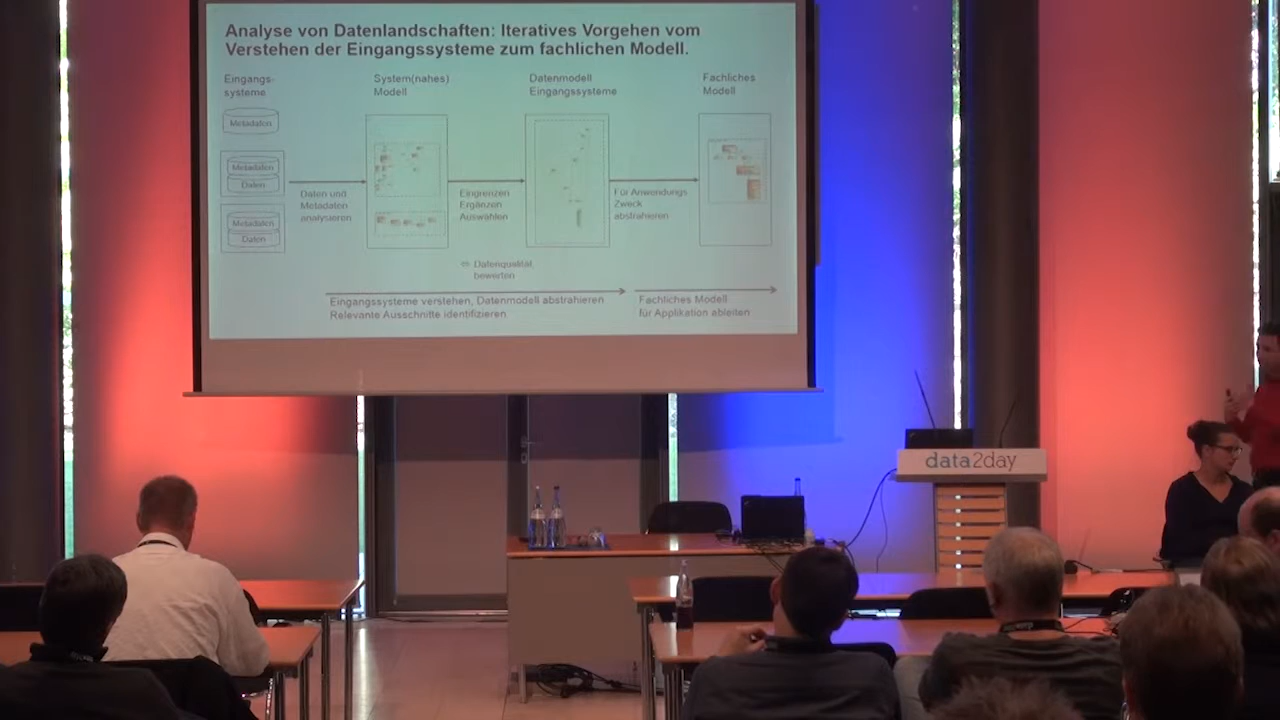 Analyse von Datenlandschaften: Iteratives Vorgehen vom
Verstehen der Eingangssysteme zum fachlichen Modell.
Eingangs-
systeme
System(nahes)
Modell
Datenmodell
Eingangssysteme
Fachliches
Modell
Metadaten
Metadaten
Daten
Metadaten
Daten
Daten und
Metadaten
analysieren
Eingrenzen
Ergänzen
Auswählen
Für Anwendungs
Zweck
abstrahieren
⇔ Datenqualität
bewerten
Eingangssysteme verstehen, Datenmodell abstrahieren
Relevante Ausschnitte identifizieren
Fachliches Modell
für Applikation ableiten
data2day